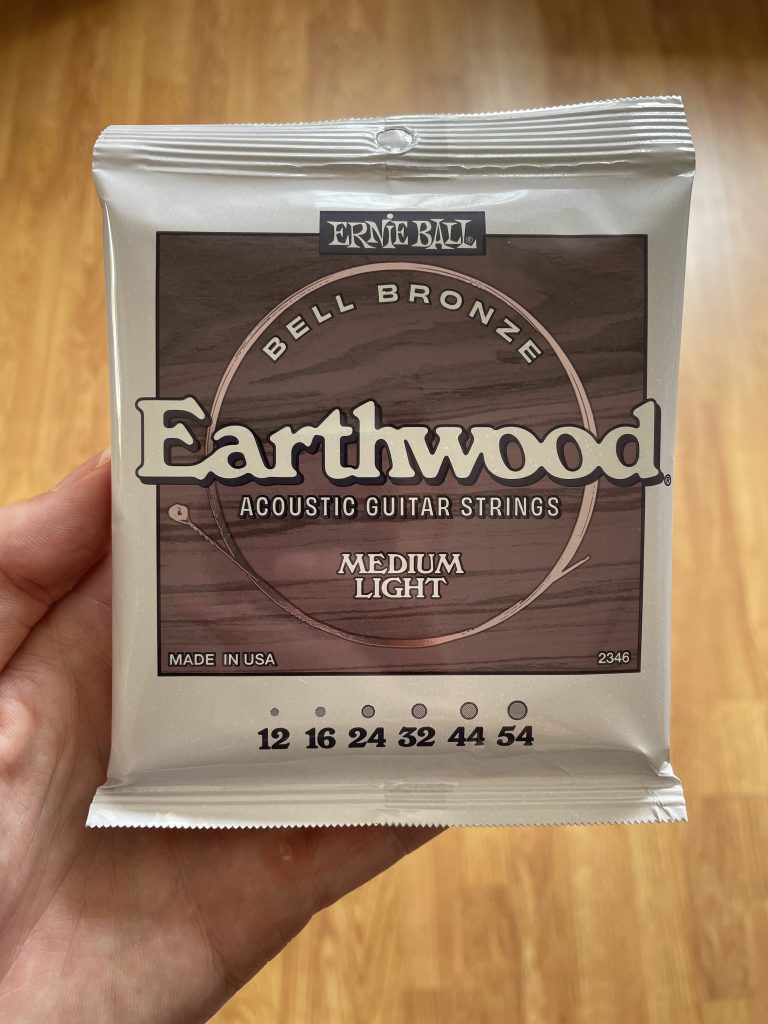 ERNIE BALL®
BELL BRONZE
Earthwood®
ACOUSTIC GUITAR STRINGS
MEDIUM
LIGHT
MADE IN USA 2346
12 16 24 32 44 54